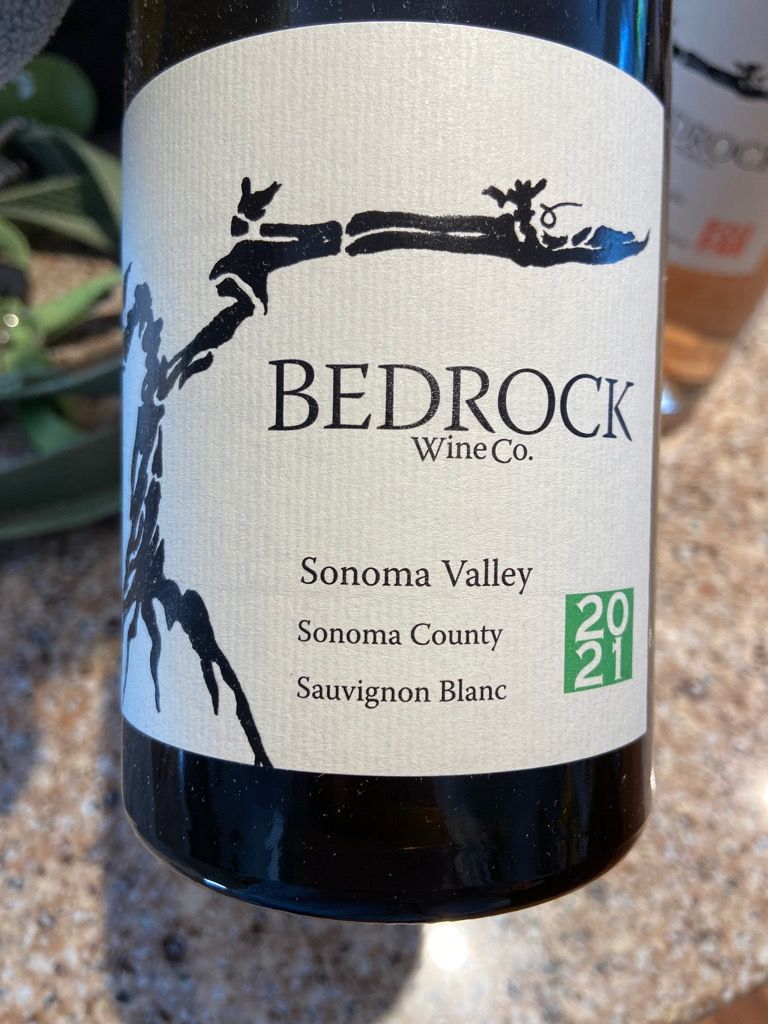 BEDROCK
Wine Co.
Sonoma Valley
Sonoma County
Sauvignon Blanc
20
21